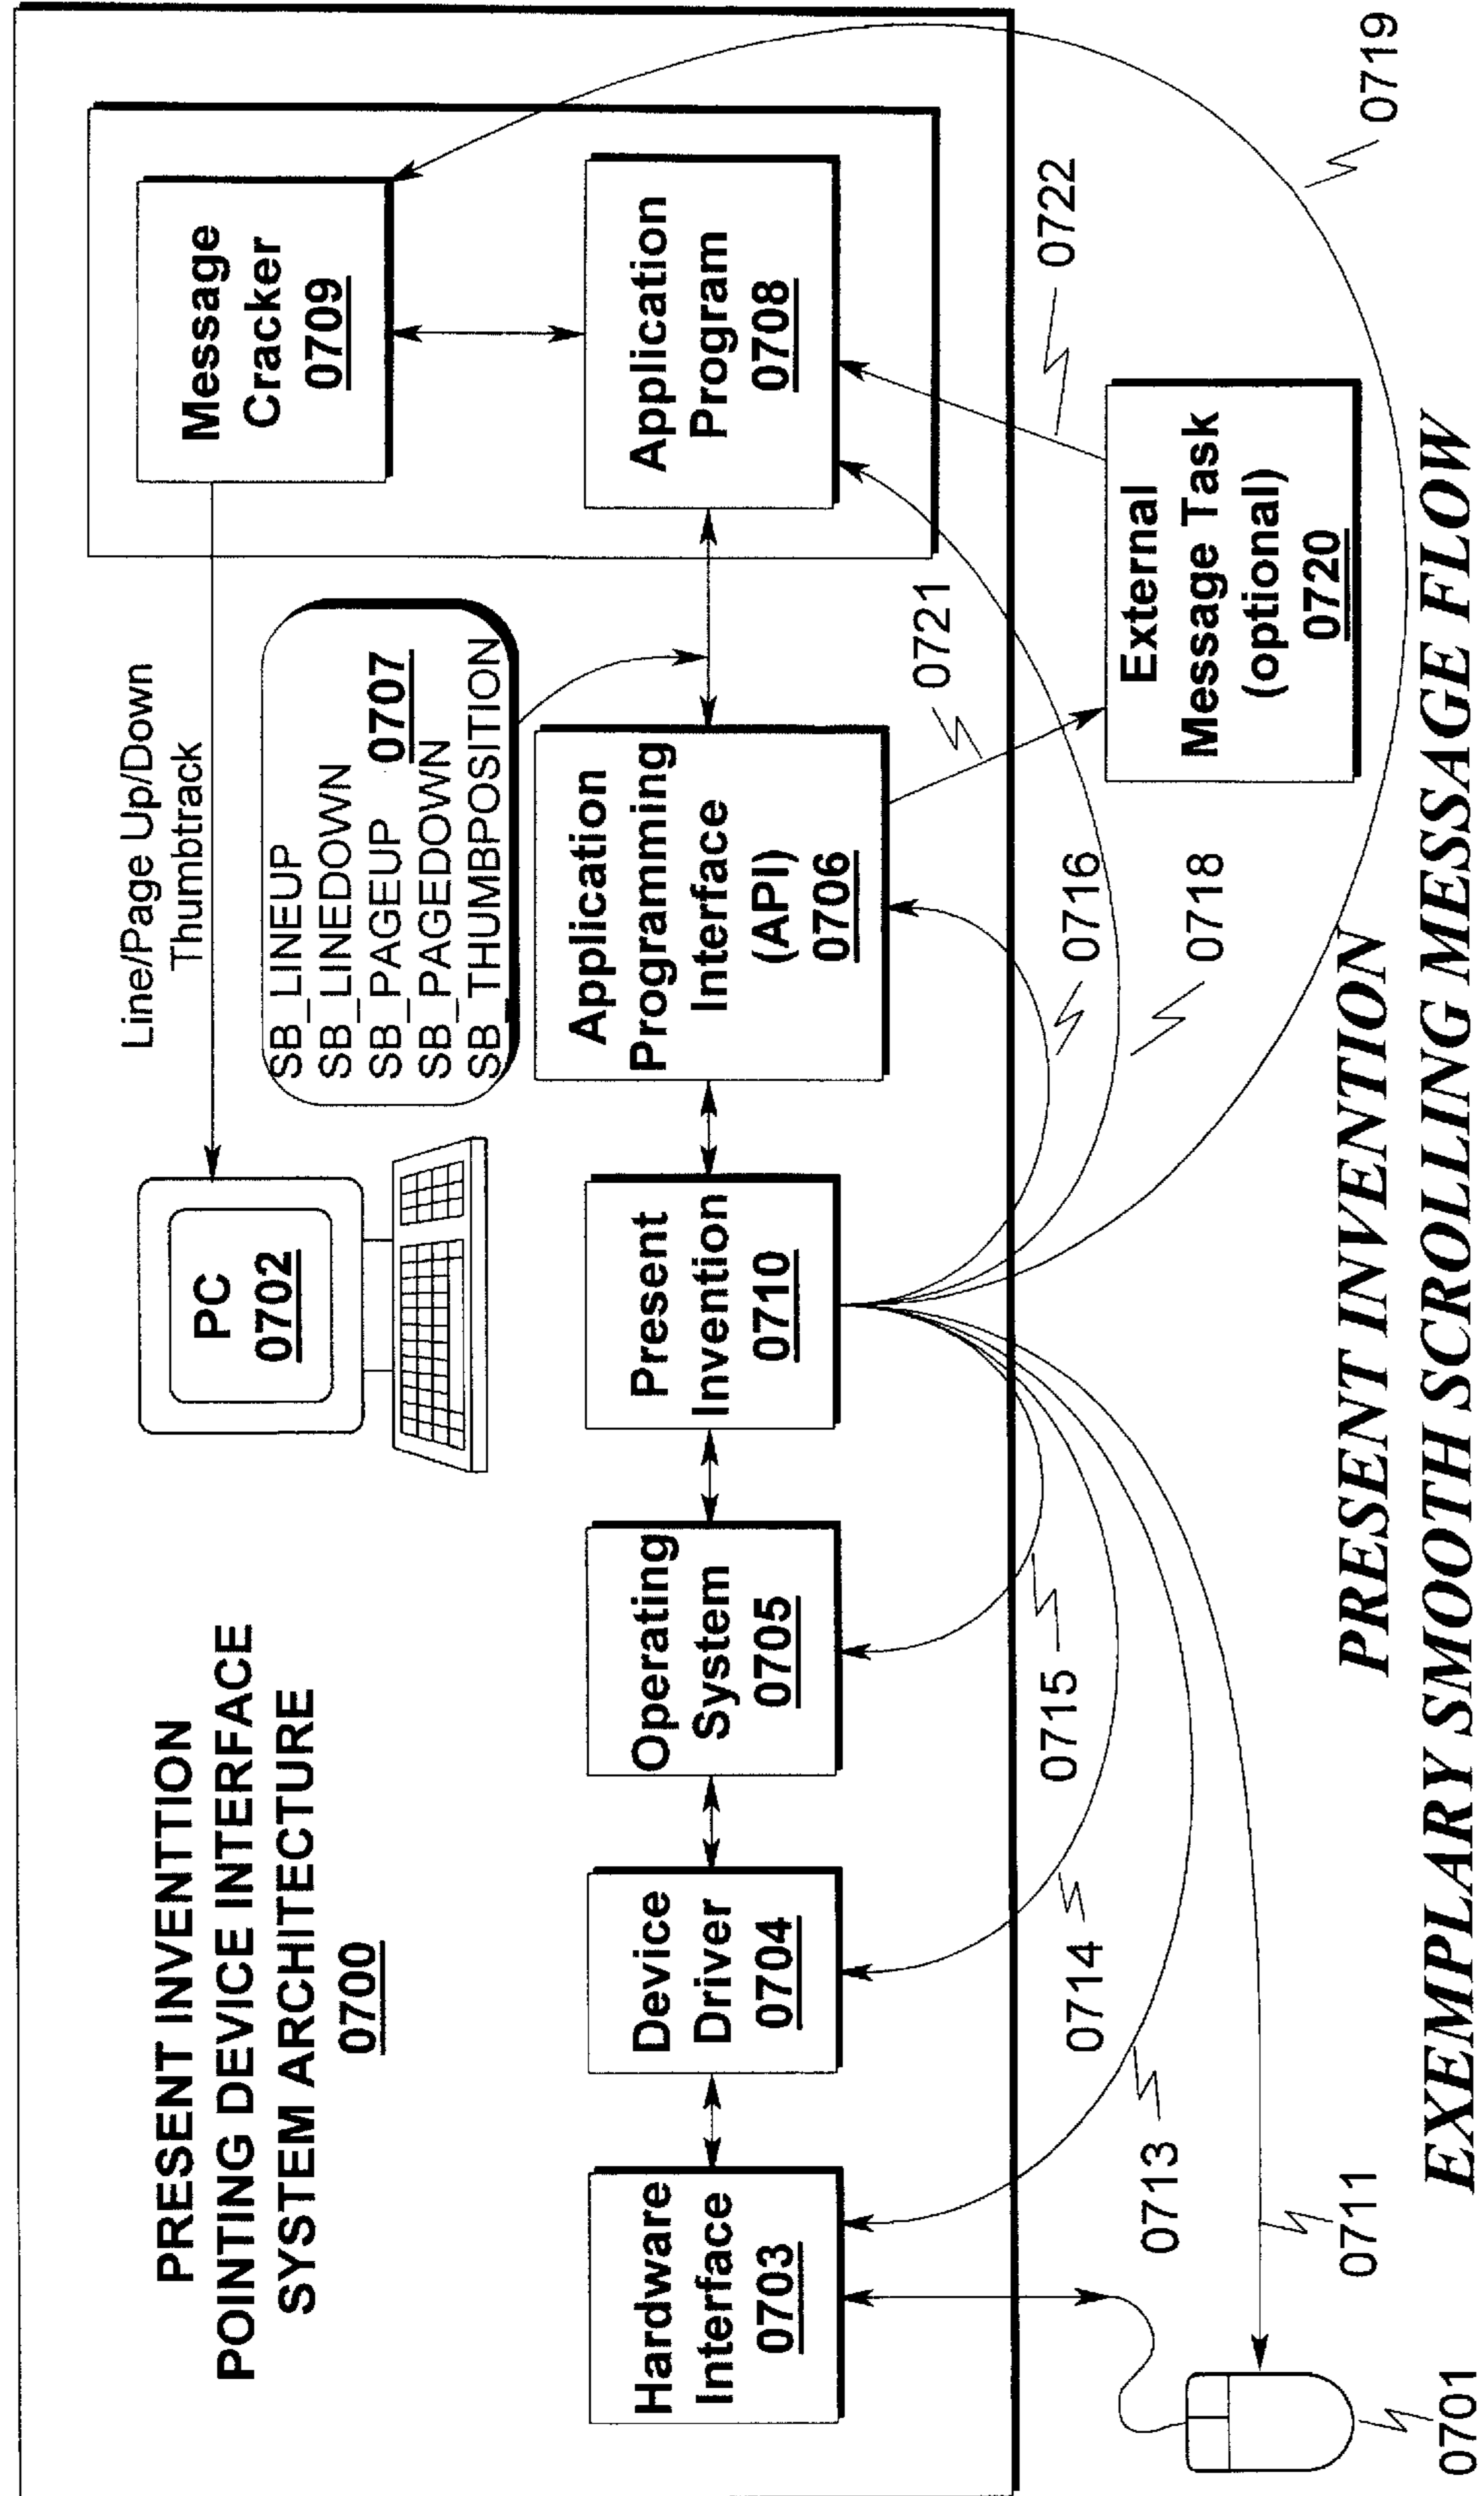 PRESENT INVENTION
POINTING DEVICE INTERFACE
SYSTEM ARCHITECTURE
0700
PC
0702
Line/Page Up/Down
Thumbtrack
SB_LINEUP
SB_LINEDOWN
SB_PAGEUP 0707
SB_PAGEDOWN
SB_THUMBPOSITION
Message
Cracker
0709
Hardware
Interface
0703
Device
Driver
0704
Operating
System
0705
Present
Invention
0710
Application
Programming
Interface
(API)
0706
Application
Program
0708
0721
0722
0715
0716
0714
0718
0713
0711
External
Message Task
(optional)
0720
0719
0701
PRESENT INVENTION
EXEMPLARY SMOOTH SCROLLING MESSAGE FLOW